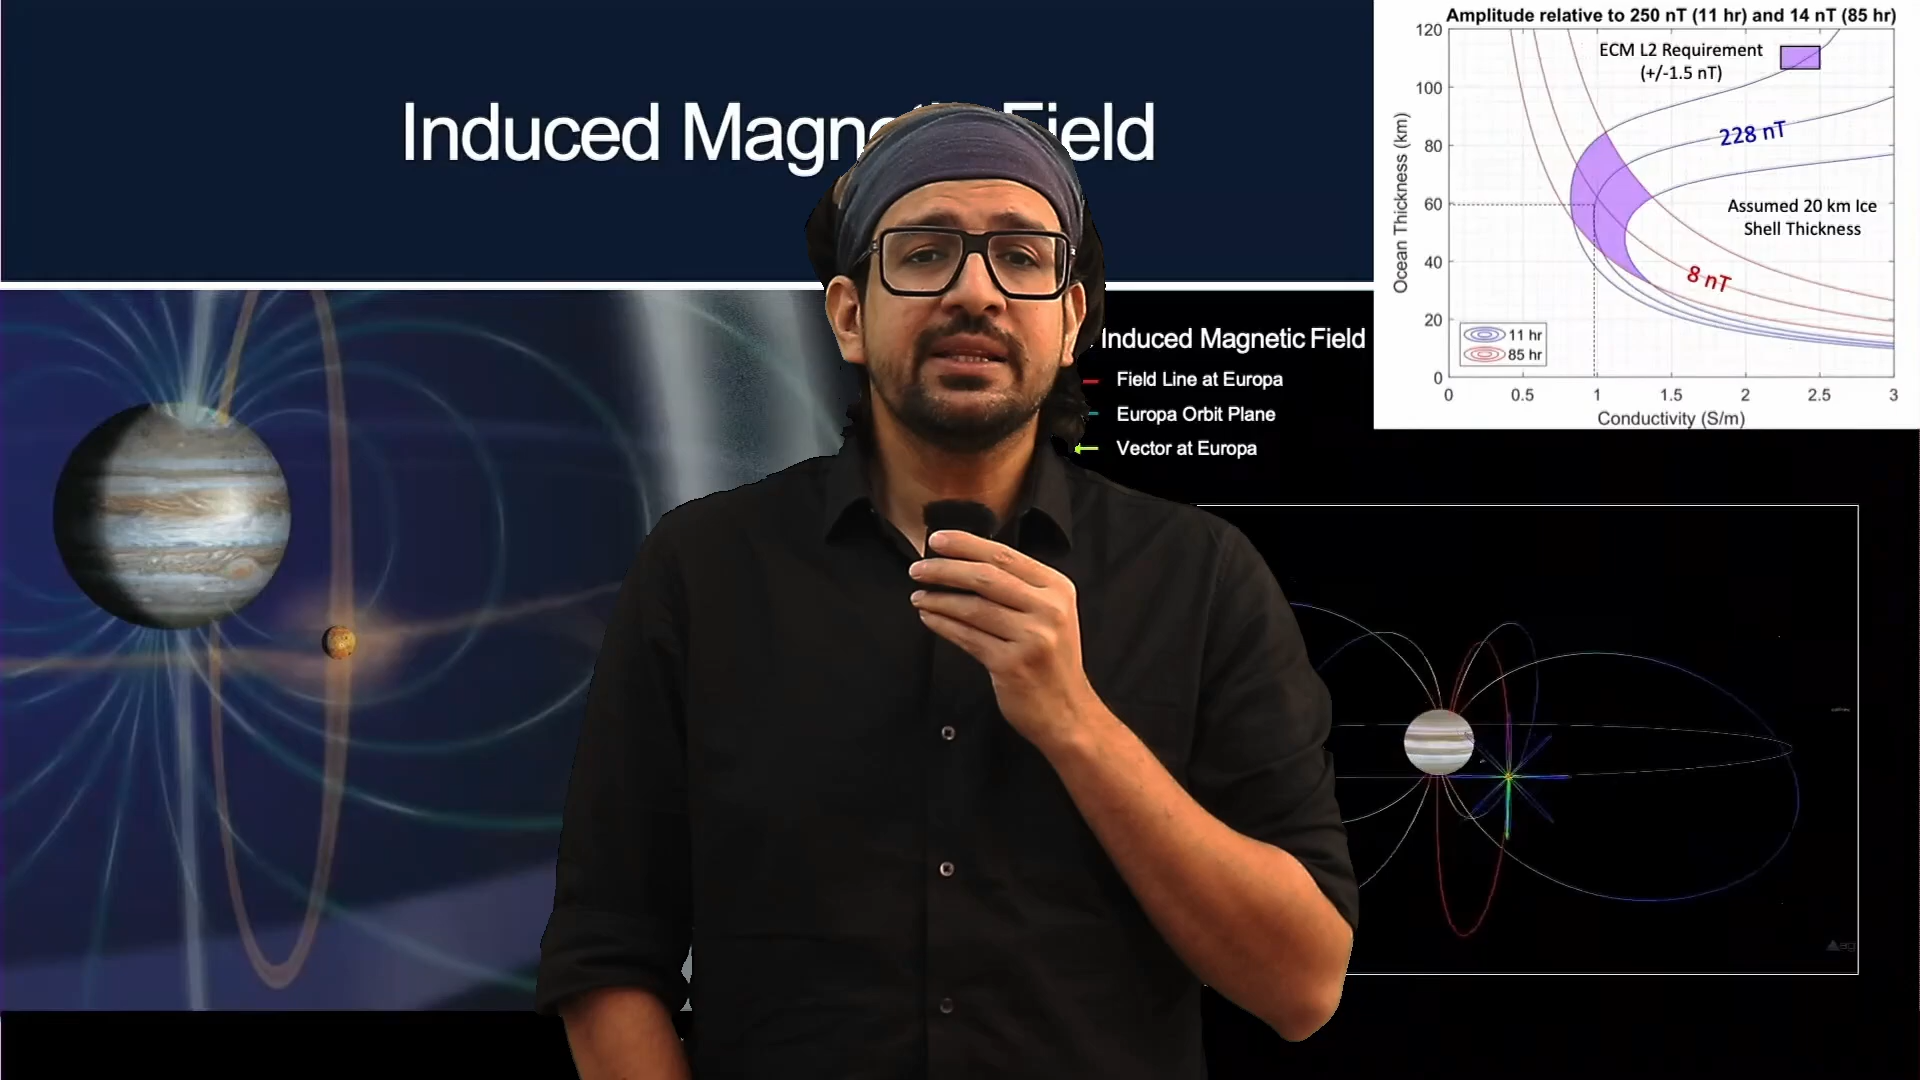 Induced Magn Field
Amplitude relative to 250 nT (11 hr) and 14 nT (85 hr)
ECM L2 Requirement
(+/-1.5 nT)
228 nT
Assumed 20 km Ice
Shell Thickness
8 nT
11 hr
85 hr
Ocean Thickness (km)
120
100
80
60
40
20
0
0 0.5 1 1.5 2 2.5 3
Conductivity (S/m)
Induced Magnetic Field
Field Line at Europa
Europa Orbit Plane
Vector at Europa